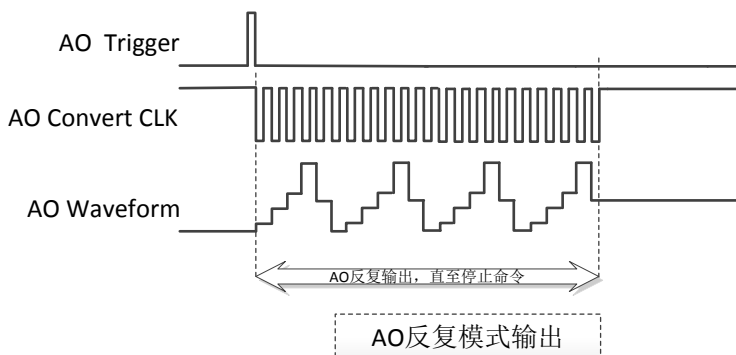 AO Trigger
AO Convert CLK
AO Waveform
AO反复输出，直至停止命令
AO反复模式输出